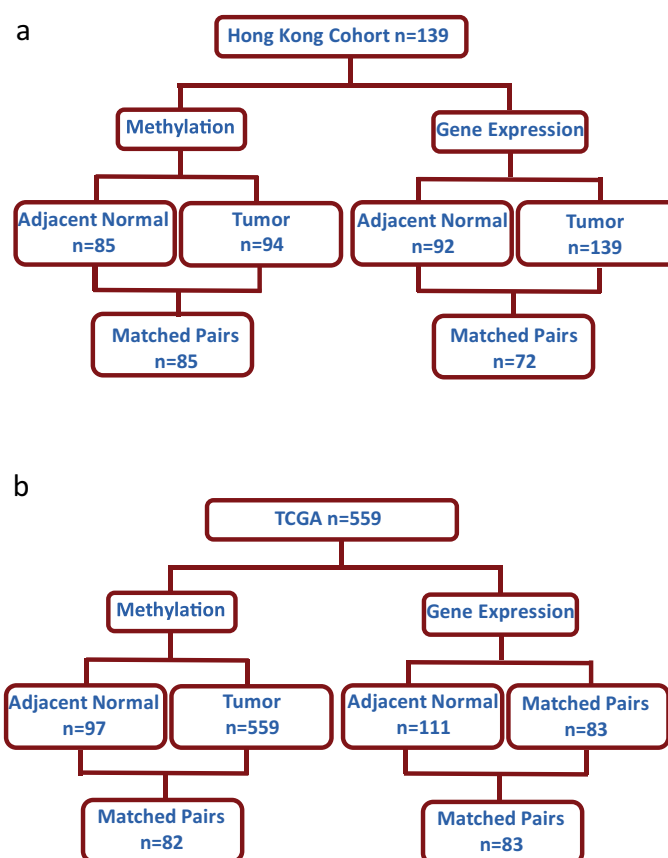 a
Hong Kong Cohort n=139
Methylation
Gene Expression
Adjacent Normal
n=85
Tumor
n=94
Adjacent Normal
n=92
Tumor
n=139
Matched Pairs
n=85
Matched Pairs
n=72
b
TCGA n=559
Methylation
Gene Expression
Adjacent Normal
n=97
Tumor
n=559
Adjacent Normal
n=111
Matched Pairs
n=83
Matched Pairs
n=82
Matched Pairs
n=83